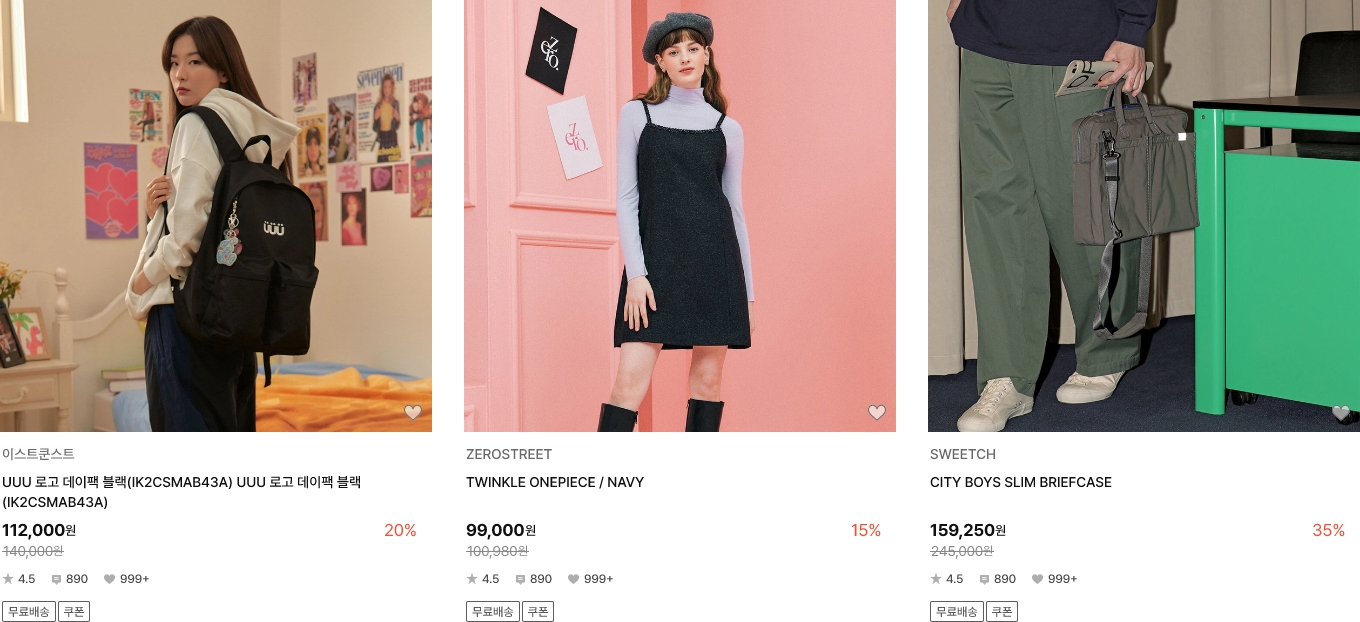 TEEN
seventeen
UUU
Zero.
Zero.
이스트쿤스트
UUU 로고 데이팩 블랙(IK2CSMAB43A) UUU 로고 데이팩 블랙
(IK2CSMAB43A)
112,000원
20%
140,000원
4.5
890
999+
무료배송
쿠폰
ZEROSTREET
TWINKLE ONEPIECE / NAVY
99,000원
15%
100,980원
4.5
890
999+
무료배송
쿠폰
SWEETCH
CITY BOYS SLIM BRIEFCASE
159,250원
35%
245,000원
4.5
890
999+
무료배송
쿠폰